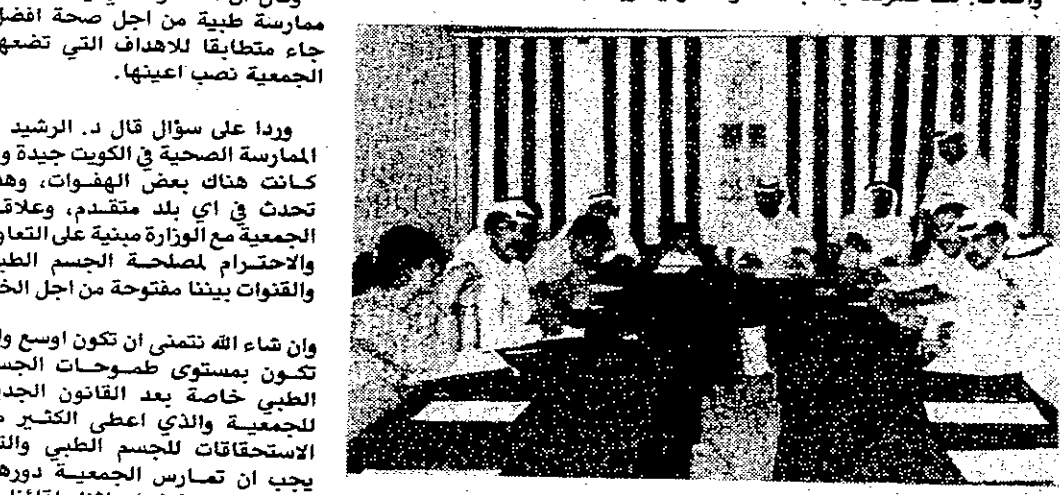 ممارسة طبية من اجل صحة افضل
جاء متطابقا للاهداف التي تضعها
الجمعية نصب اعينها.
وردا على سؤال قال د. الرشيد
الممارسة الصحية في الكويت جيدة و
كانت هناك بعض الهفوات، وهذ
تحدث في اي بلد متقدم، وعلاق
الجمعية مع الوزارة مبنية على التعاو
والاحترام لمصلحة الجسم الطب
والقنوات بيننا مفتوحة من اجل الخ
وان شاء الله نتمنى ان تكون اوسع وا
تكون بمستوى طموحات الجس
الطبي خاصة بعد القانون الجدي
للجمعية والذي اعطى الكثير م
الاستحقاقات للجسم الطبي والت
يجب ان تمارس الجمعية دوره